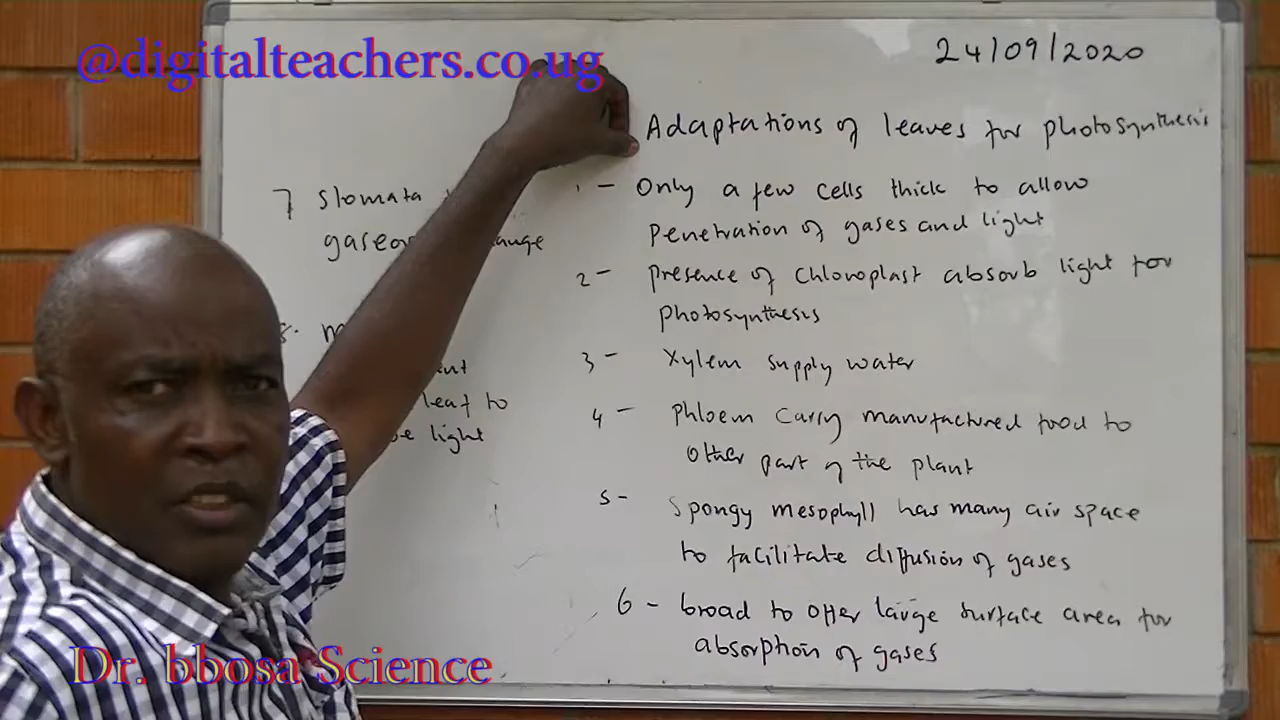 @digitalteachers.co.ug
24/09/2020
Adaptations of leaves for photosynthesis
1 - Only a few cells thick to allow
penetration of gases and light
2 - presence of chloroplast absorb light for
photosynthesis
3 - Xylem supply water
4 - phloem carry manufactured food to
other part of the plant
5 - Spongy mesophyll has many air space
to facilitate diffusion of gases
6 - broad to offer large surface area for
absorption of gases
7 Stomata
8.
leaf to
light
Dr. bbosa Science